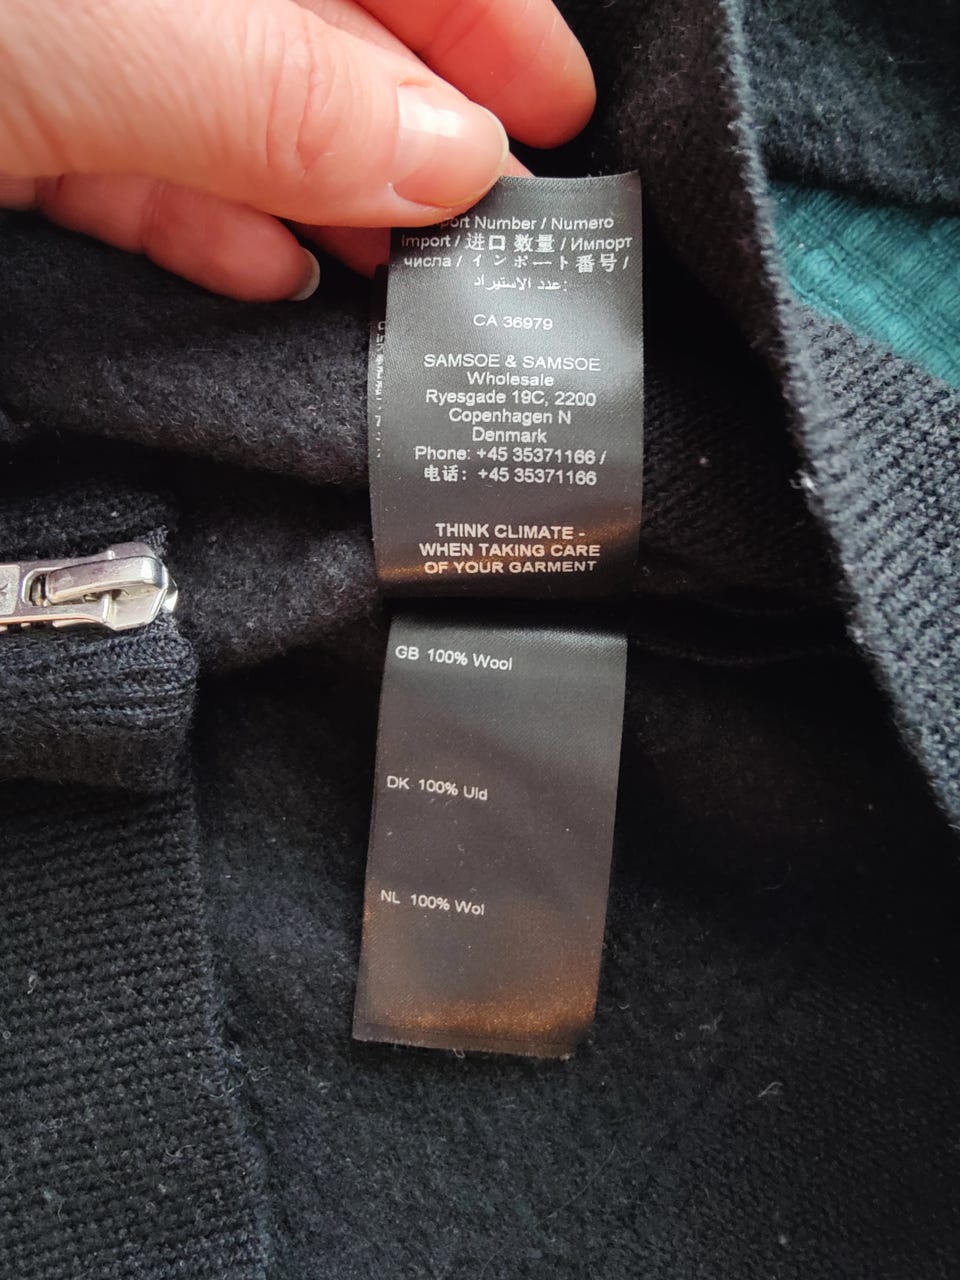 port Number / Numero
Import / 进口 数量 / Импорт
числа / インポート番号 /
عدد الاستيراد:
CA 36979
SAMSOE & SAMSOE
Wholesale
Ryesgade 19C, 2200
Copenhagen N
Denmark
Phone: +45 35371166 /
电话: +45 35371166
THINK CLIMATE -
WHEN TAKING CARE
OF YOUR GARMENT
GB 100% Wool
DK 100% Uld
NL 100% Wol